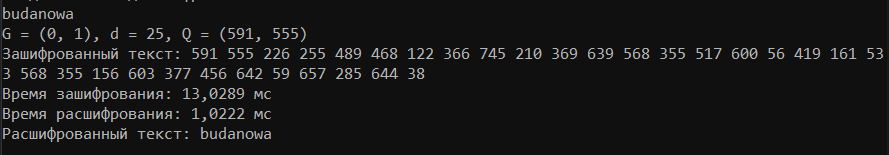 budanowa
G = (0, 1), d = 25, Q = (591, 555)
Зашифрованный текст: 591 555 226 255 489 468 122 366 745 210 369 639 568 355 517 600 56 419 161 53
3 568 355 156 603 377 456 642 59 657 285 644 38
Время зашифрования: 13,0289 мс
Время расшифрования: 1,0222 мс
Расшифрованный текст: budanowa